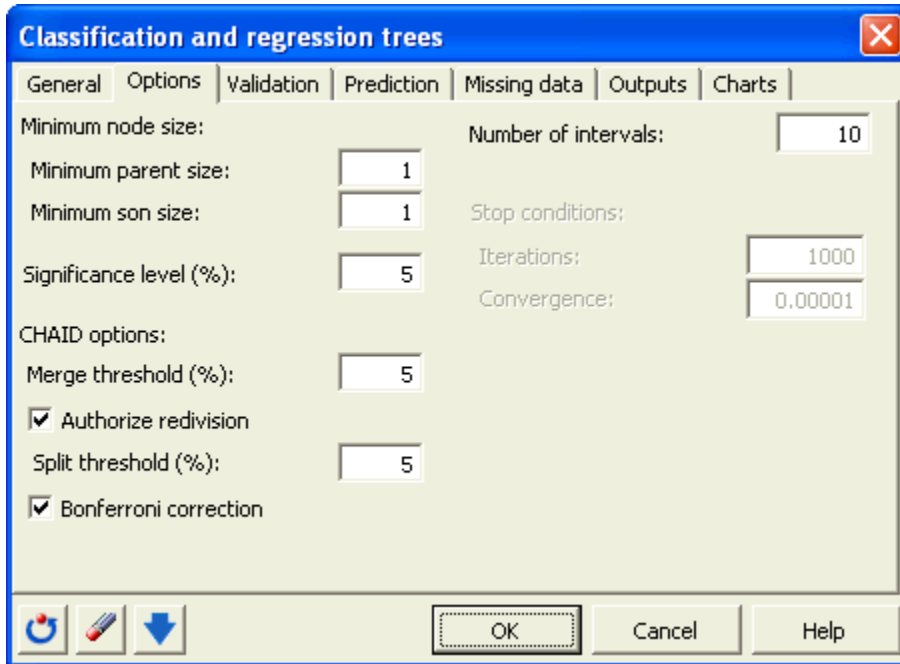 Classification and regression trees
General Options Validation Prediction Missing data Outputs Charts
Minimum node size:
Minimum parent size: 1
Minimum son size: 1
Significance level (%): 5
CHAID options:
Merge threshold (%): 5
Authorize redivision
Split threshold (%): 5
Bonferroni correction
Number of intervals: 10
Stop conditions:
Iterations: 1000
Convergence: 0.00001
OK Cancel Help